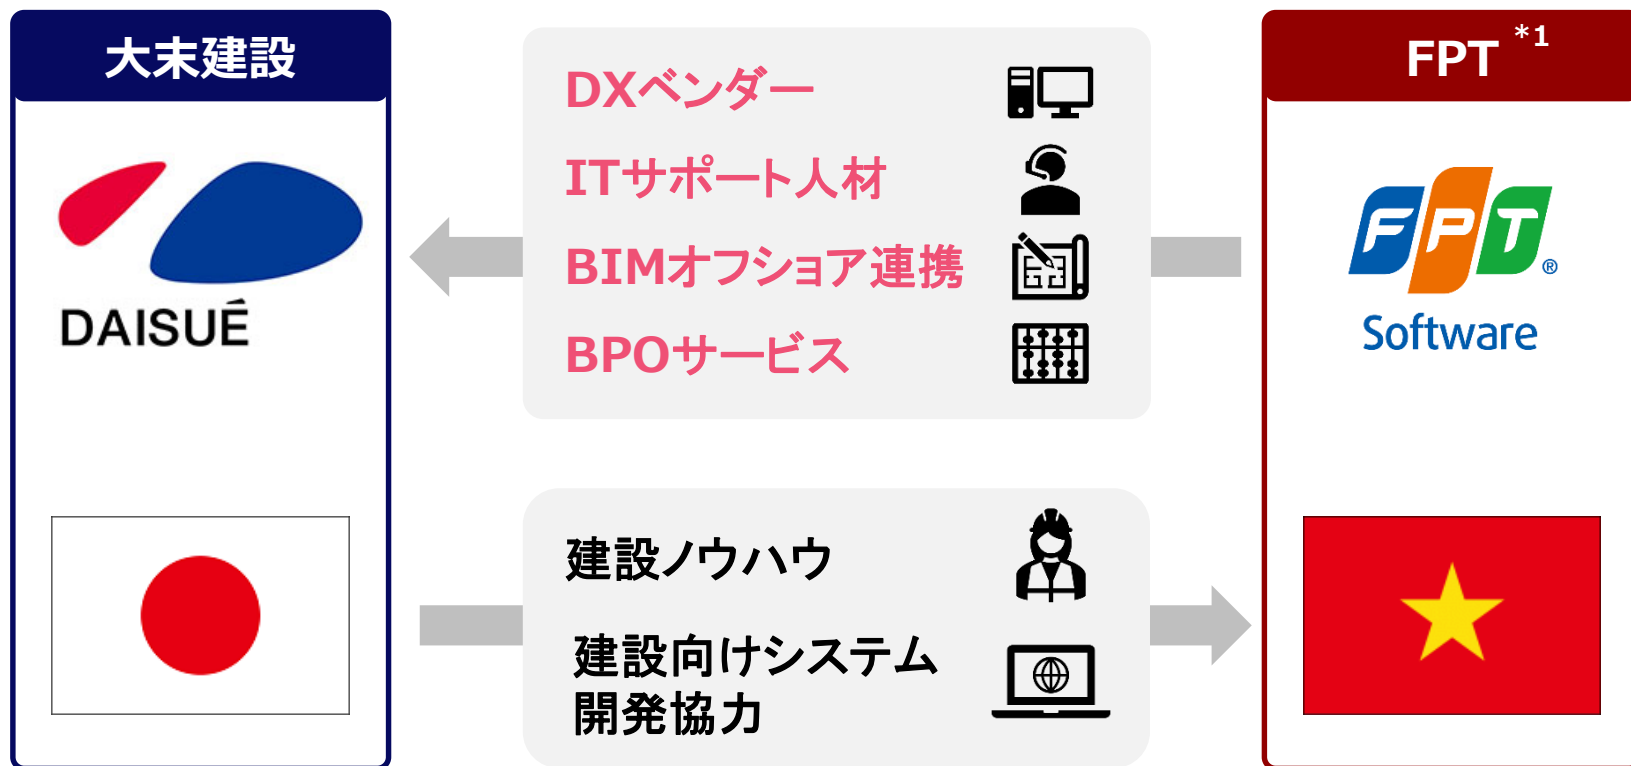 大末建設
DAISUÉ
DXベンダー
ITサポート人材
BIMオフショア連携
BPOサービス
建設ノウハウ
建設向けシステム
開発協力
FPT *1
FPT®
Software